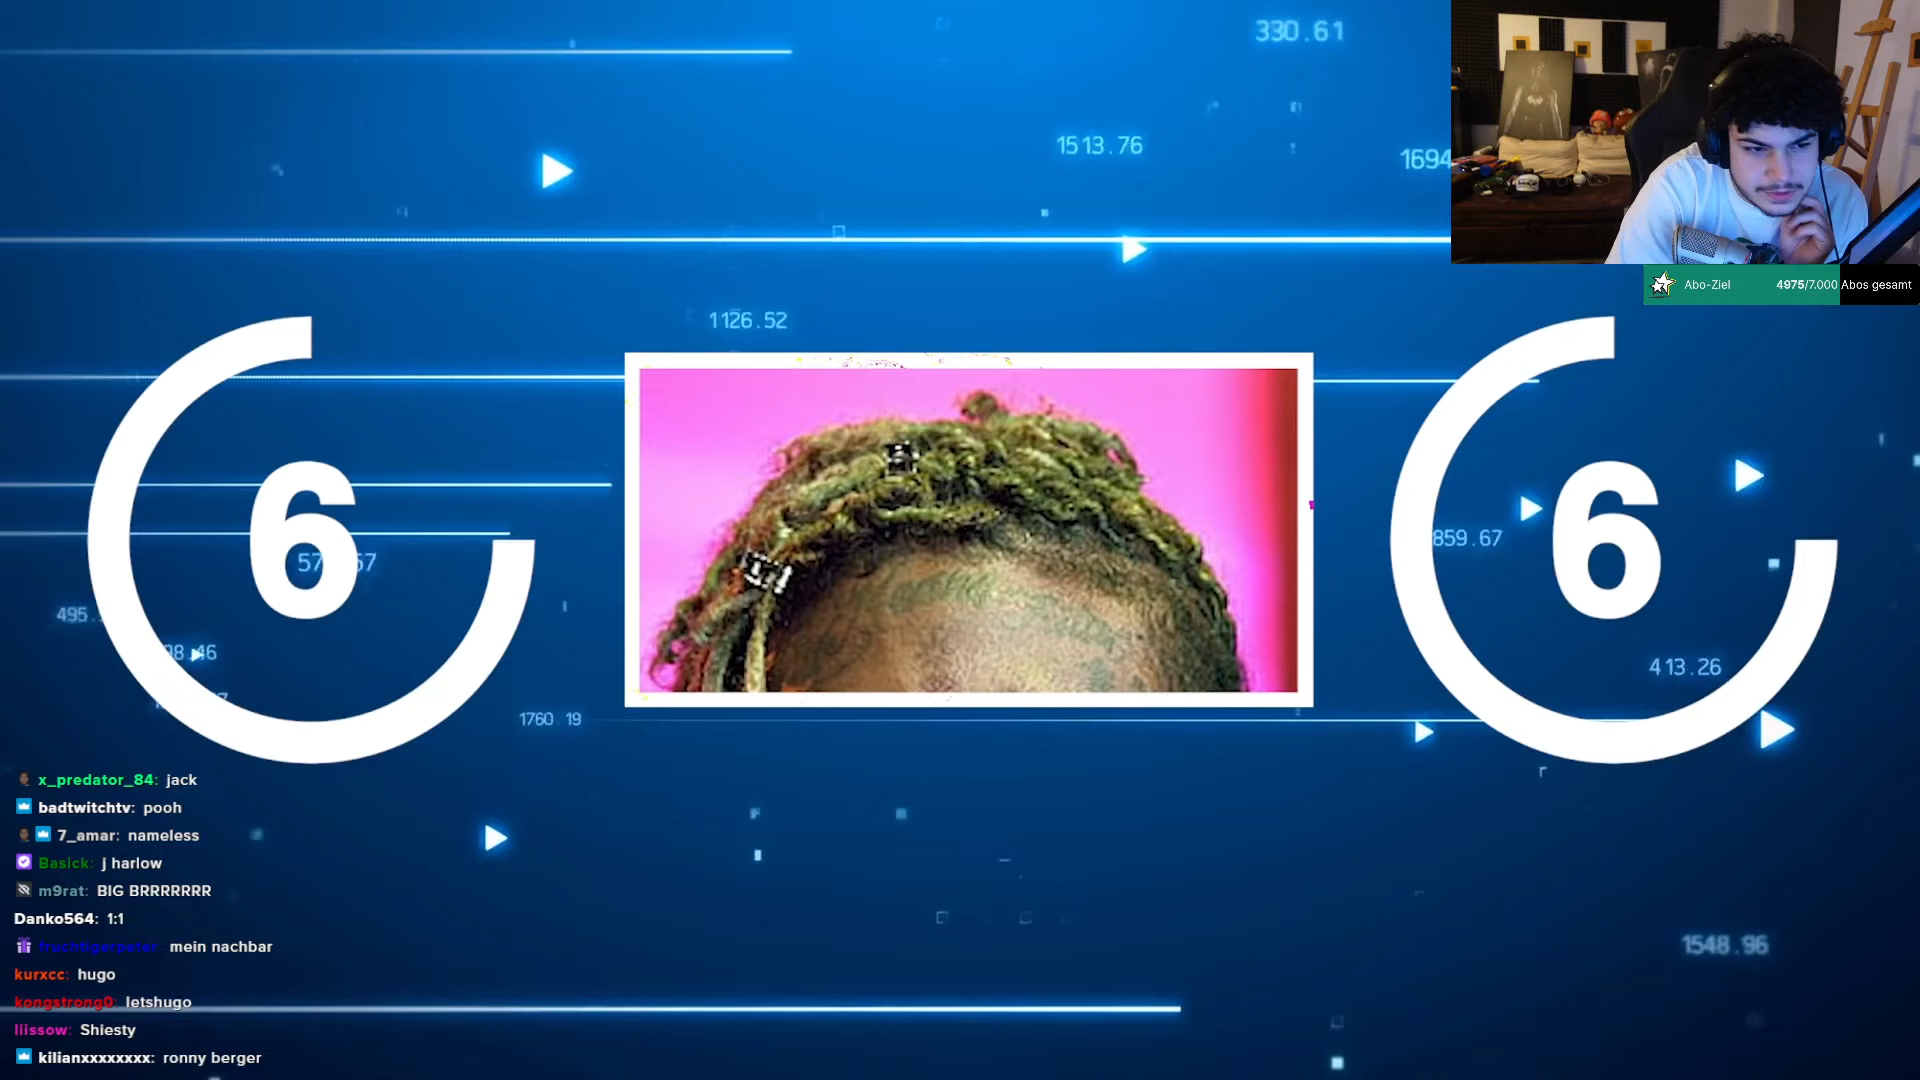 330.61
1513.76
1694
Abo-Ziel 4975/7.000 Abos gesamt
1126.52
6
6
859.67
495.
413.26
1760.19
x_predator_84: jack
badtwitchtv: pooh
7_amar: nameless
Basick: j harlow
m9rat: BIG BRRRRRRR
Danko564: 1:1
fruchtigerpeter mein nachbar
1548.96
kurxcc: hugo
kongstrong0: letshugo
liissow: Shiesty
kilianxxxxxxxx: ronny berger